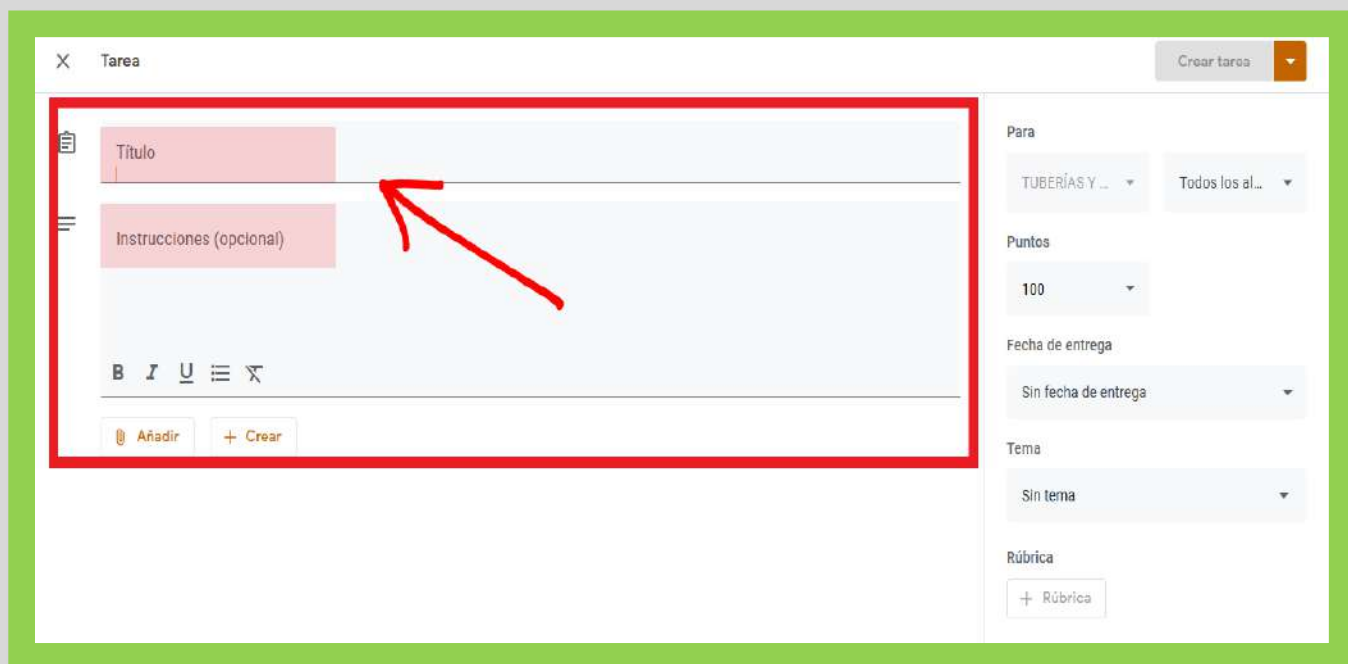 Tarea
Crear tarea
Título
Instrucciones (opcional)
B I U
Añadir
+ Crear
Para
TUBERÍAS Y ...
Todos los al...
Puntos
100
Fecha de entrega
Sin fecha de entrega
Tema
Sin tema
Rúbrica
+ Rúbrica